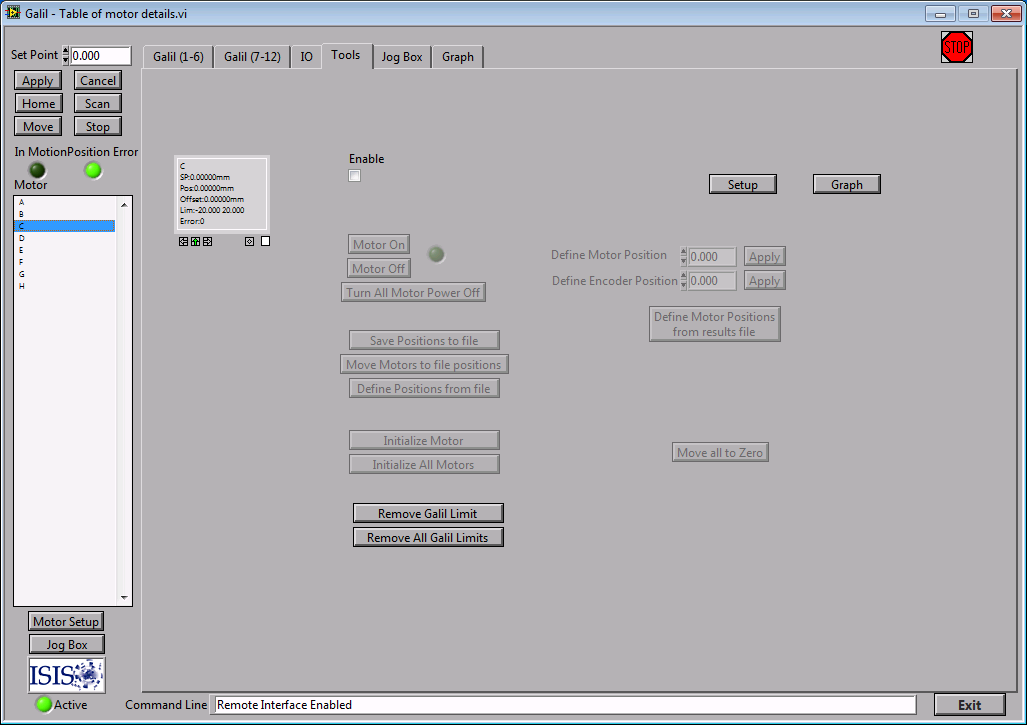 Galil - Table of motor details.vi
Set Point 0.000
Galil (1-6) Galil (7-12) IO Tools Jog Box Graph
STOP
Apply Cancel
Home Scan
Move Stop
In Motion Position Error
Motor
A
B
C
D
E
F
G
H
C
SP:0.00000mm
Pos:0.00000mm
Offset:0.00000mm
Lim:-20.000 20.000
Error:0
Enable
Setup Graph
Motor On
Motor Off
Turn All Motor Power Off
Define Motor Position 0.000 Apply
Define Encoder Position 0.000 Apply
Define Motor Positions
from results file
Save Positions to file
Move Motors to file positions
Define Positions from file
Initialize Motor
Initialize All Motors
Move all to Zero
Remove Galil Limit
Remove All Galil Limits
Motor Setup
Jog Box
ISIS
Active
Command Line Remote Interface Enabled
Exit